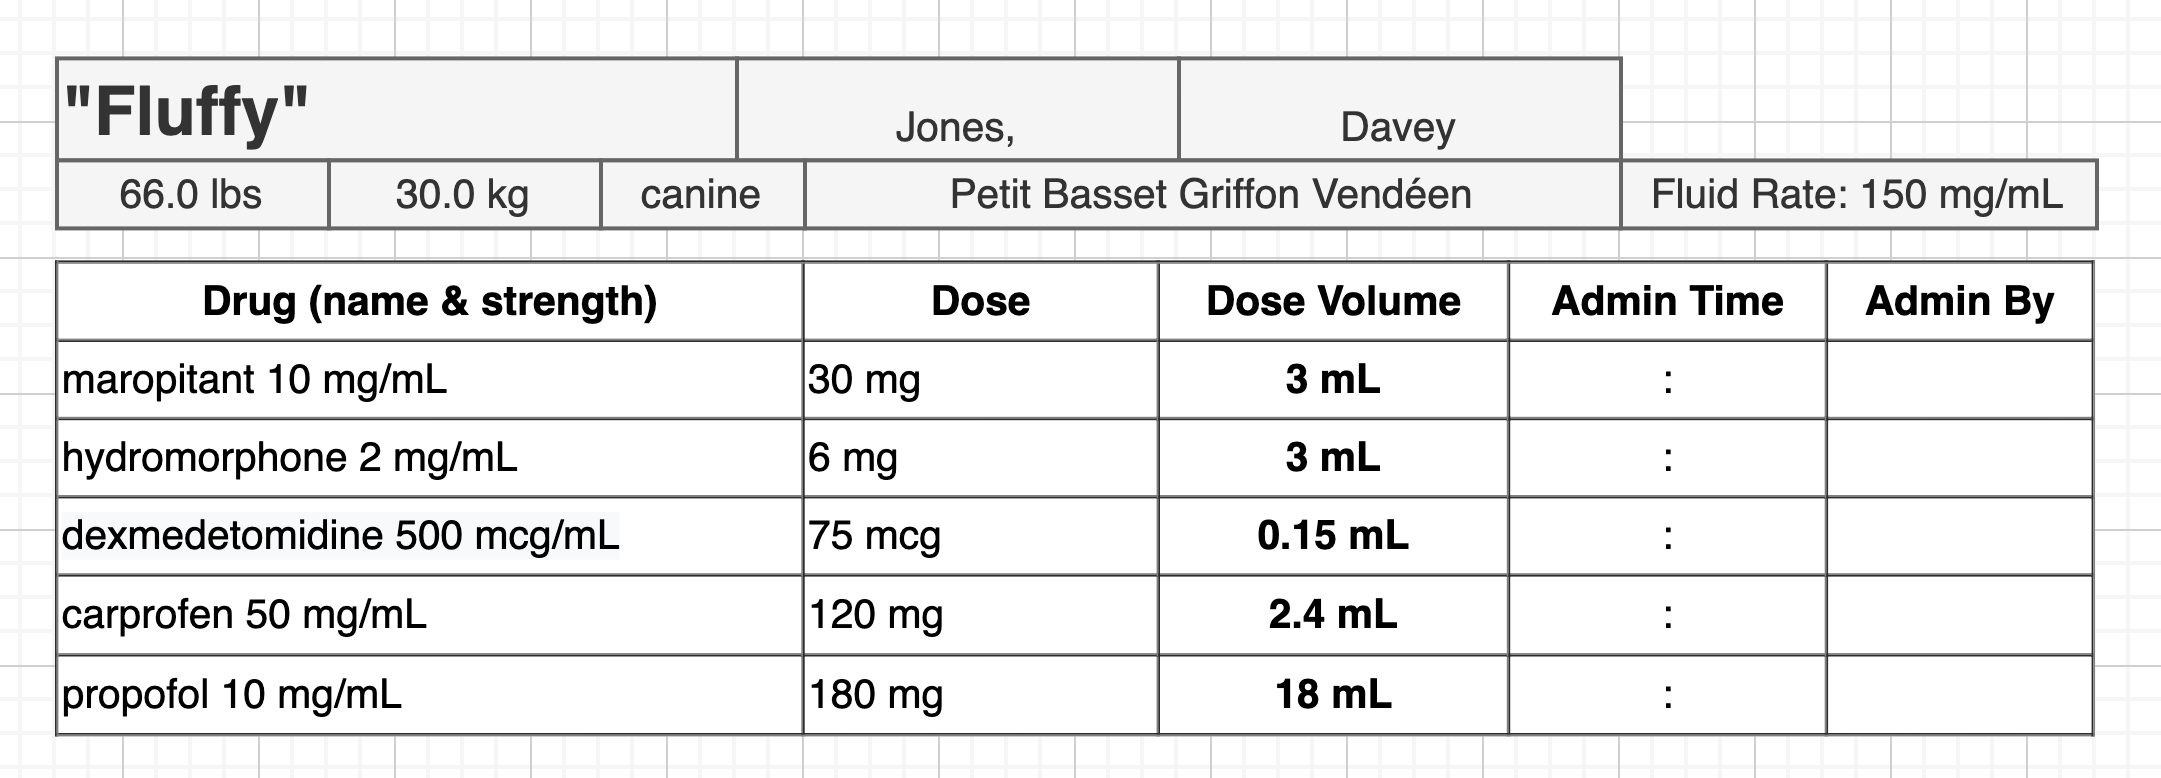 "Fluffy" Jones, Davey
66.0 lbs 30.0 kg canine Petit Basset Griffon Vendéen Fluid Rate: 150 mg/mL
Drug (name & strength) Dose Dose Volume Admin Time Admin By
maropitant 10 mg/mL 30 mg 3 mL :
hydromorphone 2 mg/mL 6 mg 3 mL :
dexmedetomidine 500 mcg/mL 75 mcg 0.15 mL :
carprofen 50 mg/mL 120 mg 2.4 mL :
propofol 10 mg/mL 180 mg 18 mL :